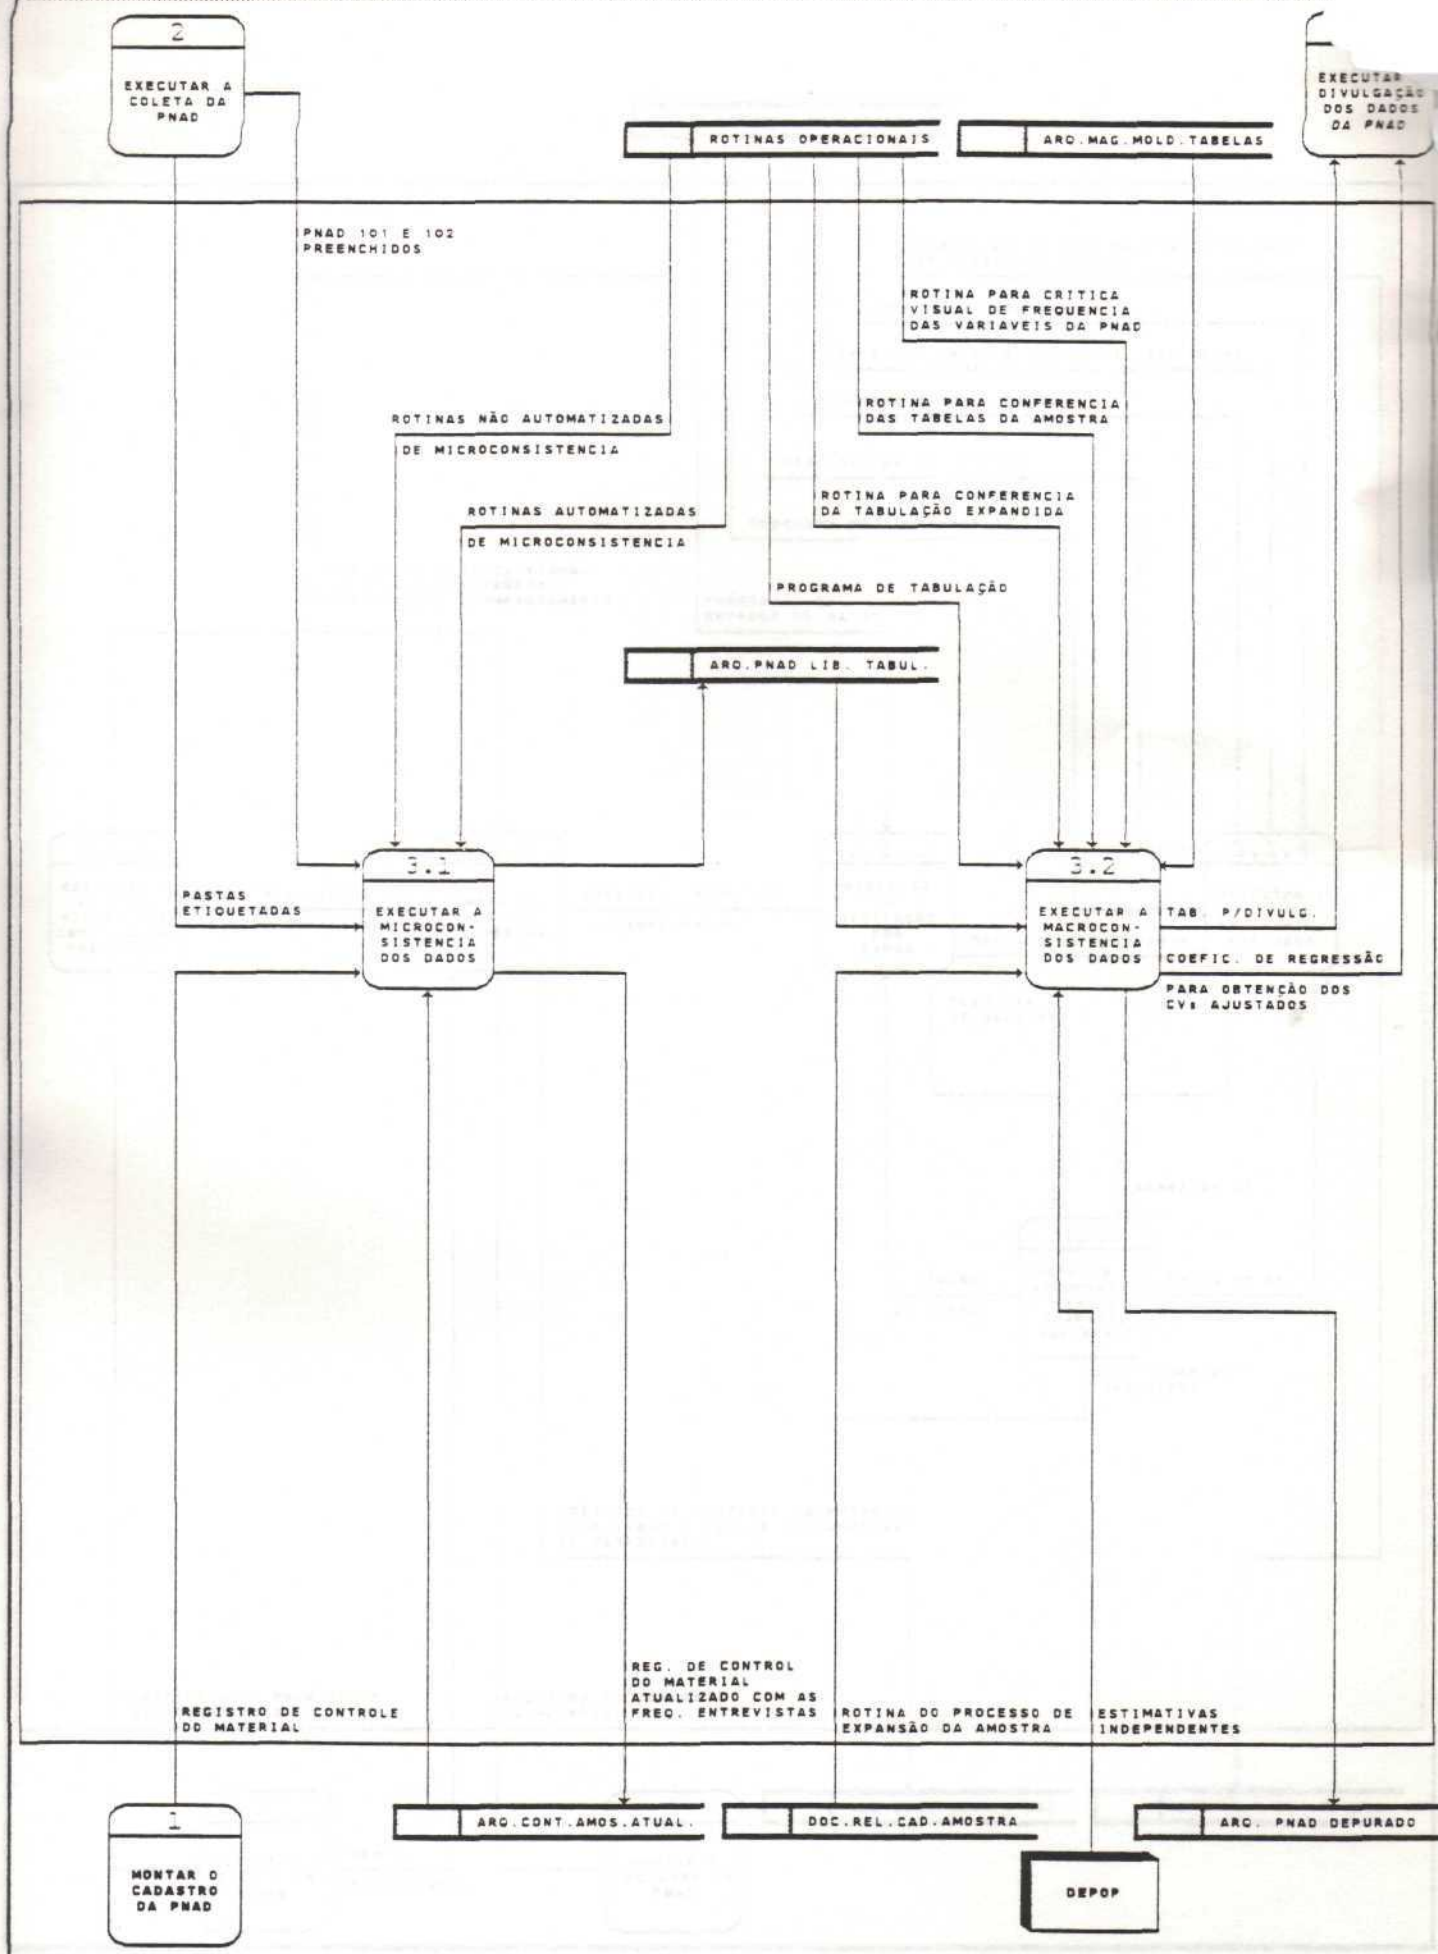 2
EXECUTAR A
COLETA DA
PNAD
EXECUTAR
DIVULGAÇÃO
DOS DADOS
DA PNAD
ROTINAS OPERACIONAIS
ARQ.MAG.MOLD.TABELAS
PNAD 101 E 102
PREENCHIDOS
ROTINA PARA CRITICA
VISUAL DE FREQUENCIA
DAS VARIAVEIS DA PNAD
ROTINA PARA CONFERENCIA
DAS TABELAS DA AMOSTRA
ROTINAS NÃO AUTOMATIZADAS
DE MICROCONSISTENCIA
ROTINA PARA CONFERENCIA
DA TABULAÇÃO EXPANDIDA
ROTINAS AUTOMATIZADAS
DE MICROCONSISTENCIA
PROGRAMA DE TABULAÇÃO
ARQ.PNAD LIB. TABUL.
3.1
EXECUTAR A
MICROCON-
SISTENCIA
DOS DADOS
3.2
EXECUTAR A
MACROCON-
SISTENCIA
DOS DADOS
PASTAS
ETIQUETADAS
TAB. P/DIVULG.
COEFIC. DE REGRESSÃO
PARA OBTENÇÃO DOS
CVs AJUSTADOS
REG. DE CONTROL
DO MATERIAL
ATUALIZADO COM AS
FREQ. ENTREVISTAS
REGISTRO DE CONTROLE
DO MATERIAL
ROTINA DO PROCESSO DE
EXPANSÃO DA AMOSTRA
ESTIMATIVAS
INDEPENDENTES
1
MONTAR O
CADASTRO
DA PNAD
ARQ.CONT.AMOS.ATUAL.
DOC.REL.CAD.AMOSTRA
ARQ. PNAD DEPURADO
DEPOP